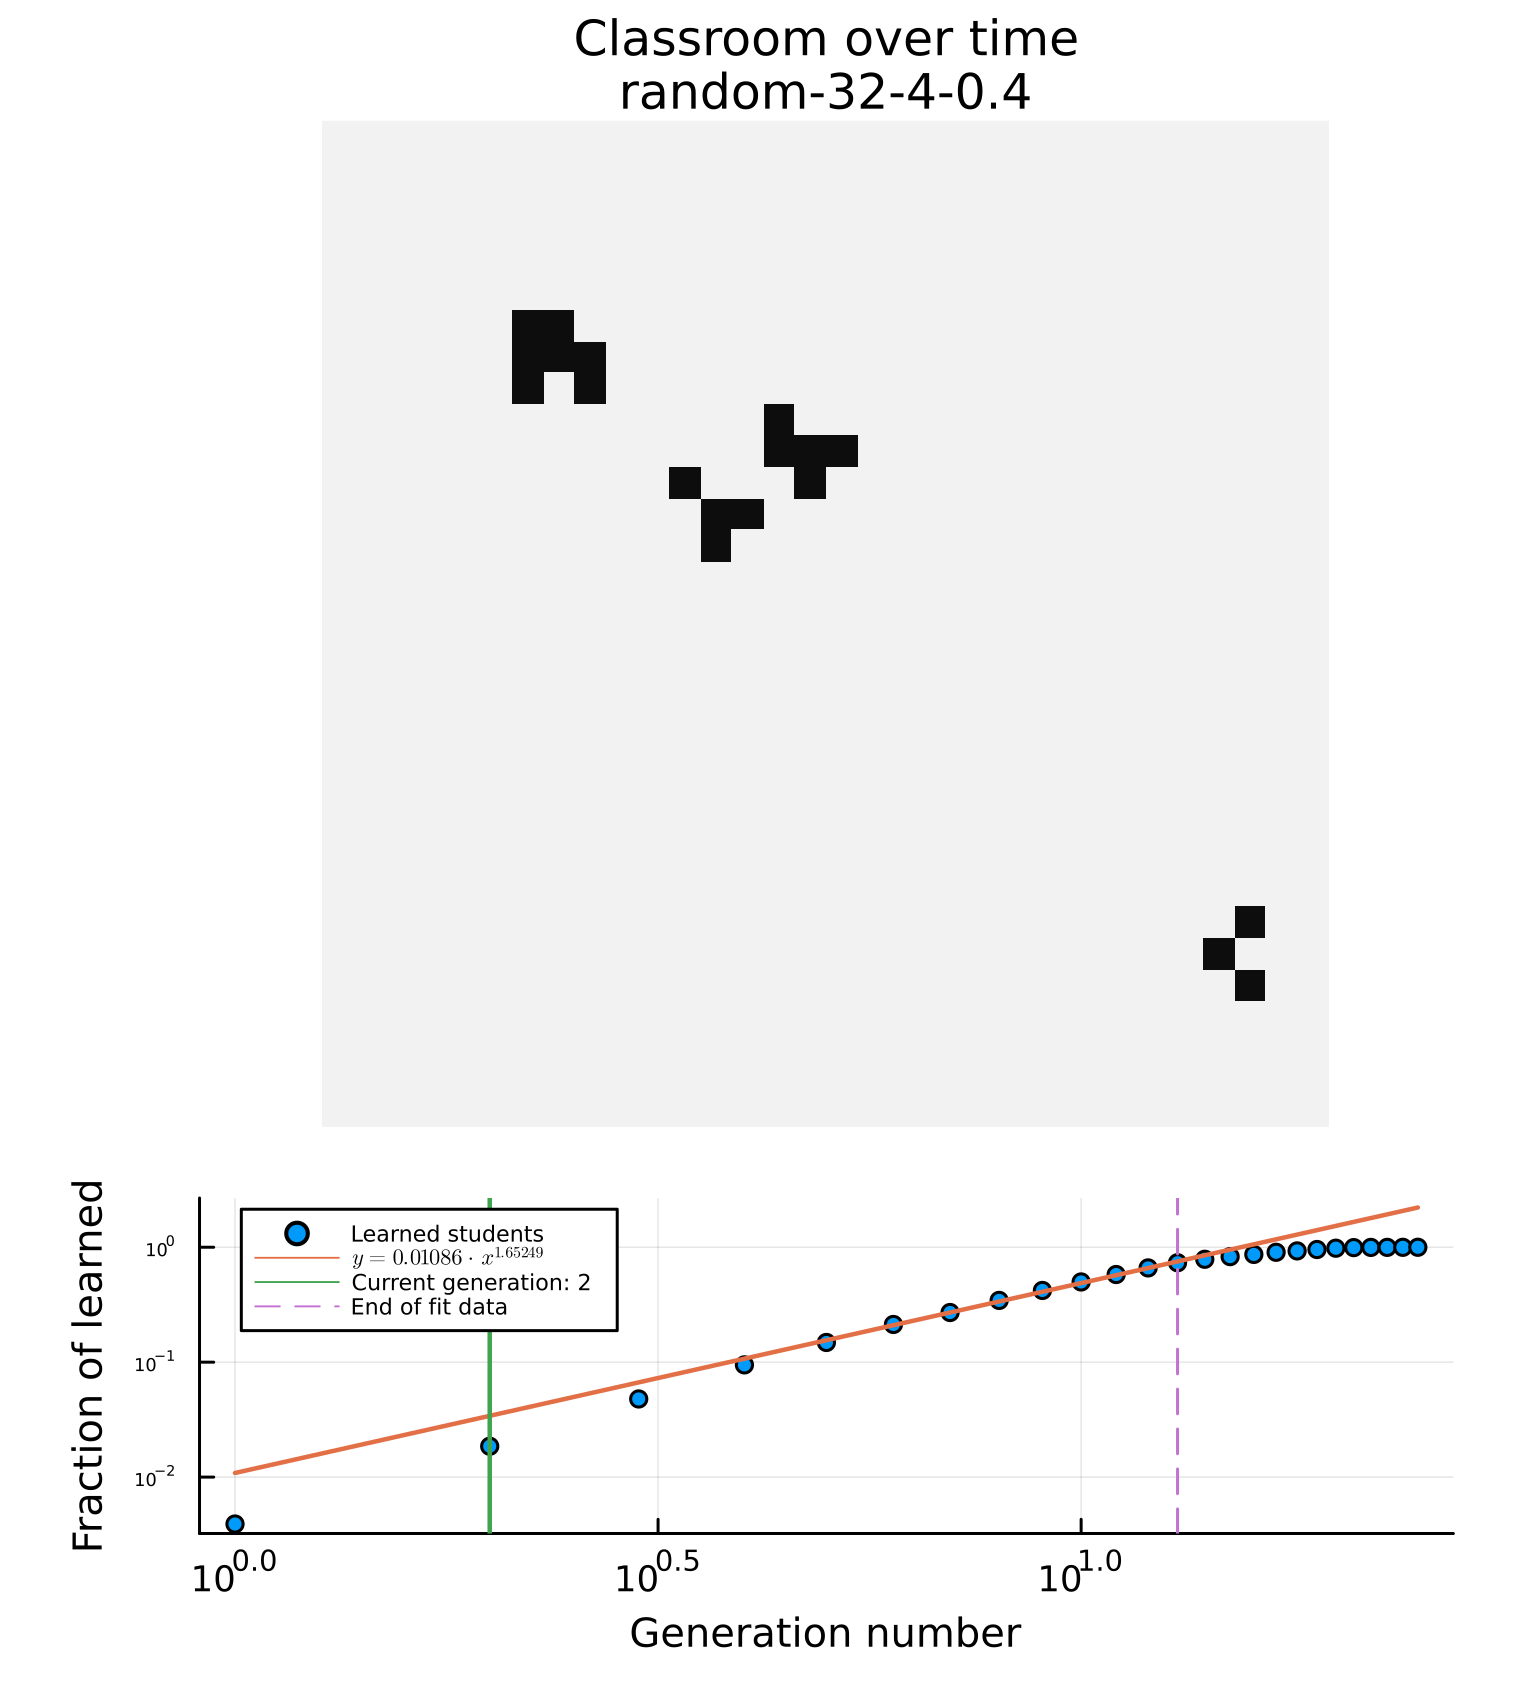 Classroom over time
random-32-4-0.4
Fraction of learned
10⁰
10⁻¹
10⁻²
Learned students
y = 0.01086 · x^1.65249
Current generation: 2
End of fit data
10^0.0
10^0.5
10^1.0
Generation number